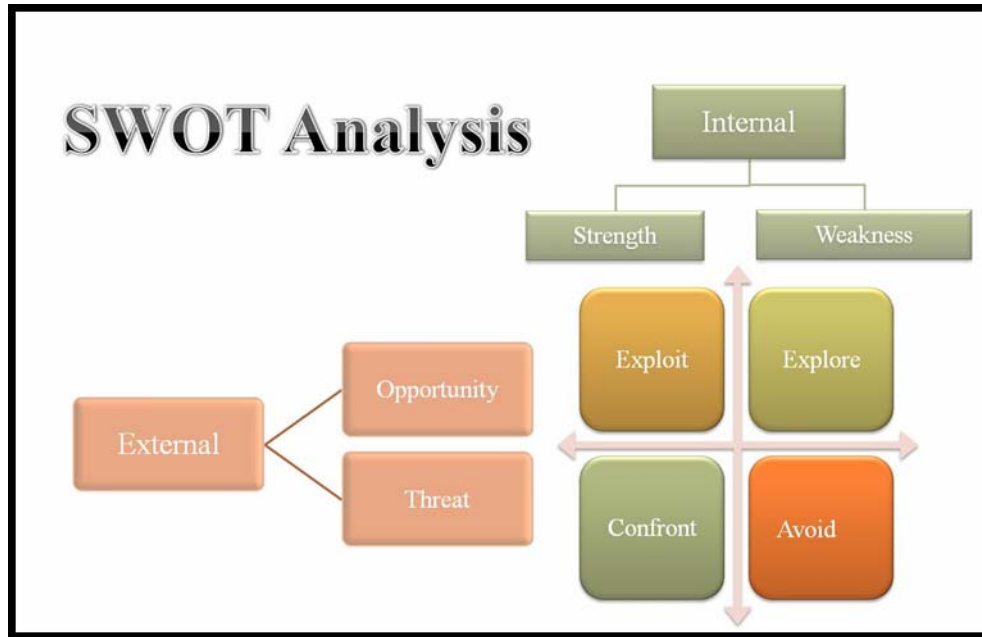 SWOT Analysis
Internal
Strength
Weakness
Exploit
Explore
Opportunity
External
Threat
Confront
Avoid